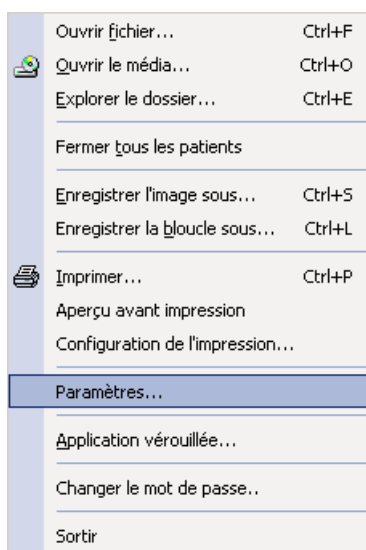 Ouvrir fichier... Ctrl+F
Ouvrir le média... Ctrl+O
Explorer le dossier... Ctrl+E
Fermer tous les patients
Enregistrer l'image sous... Ctrl+S
Enregistrer la bloucle sous... Ctrl+L
Imprimer... Ctrl+P
Aperçu avant impression
Configuration de l'impression...
Paramètres...
Application vérouillée...
Changer le mot de passe..
Sortir